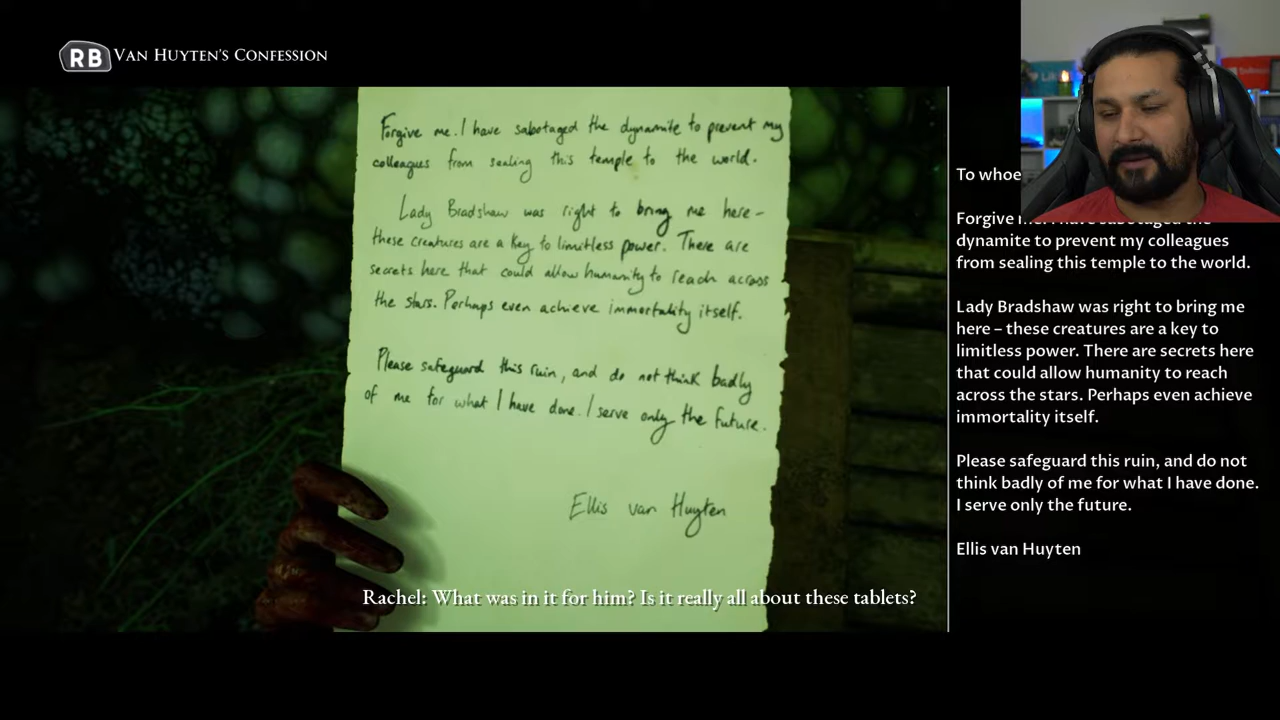 RB VAN HUYTEN'S CONFESSION
Forgive me. I have sabotaged the dynamite to prevent my
colleagues from sealing this temple to the world.
Lady Bradshaw was right to bring me here –
these creatures are a key to limitless power. There are
secrets here that could allow humanity to reach across
the stars. Perhaps even achieve immortality itself.
Please safeguard this ruin, and do not think badly
of me for what I have done. I serve only the future.
Ellis van Huyten
Rachel: What was in it for him? Is it really all about these tablets?
To whoe
Forgive
dynamite to prevent my colleagues
from sealing this temple to the world.
Lady Bradshaw was right to bring me
here – these creatures are a key to
limitless power. There are secrets here
that could allow humanity to reach
across the stars. Perhaps even achieve
immortality itself.
Please safeguard this ruin, and do not
think badly of me for what I have done.
I serve only the future.
Ellis van Huyten